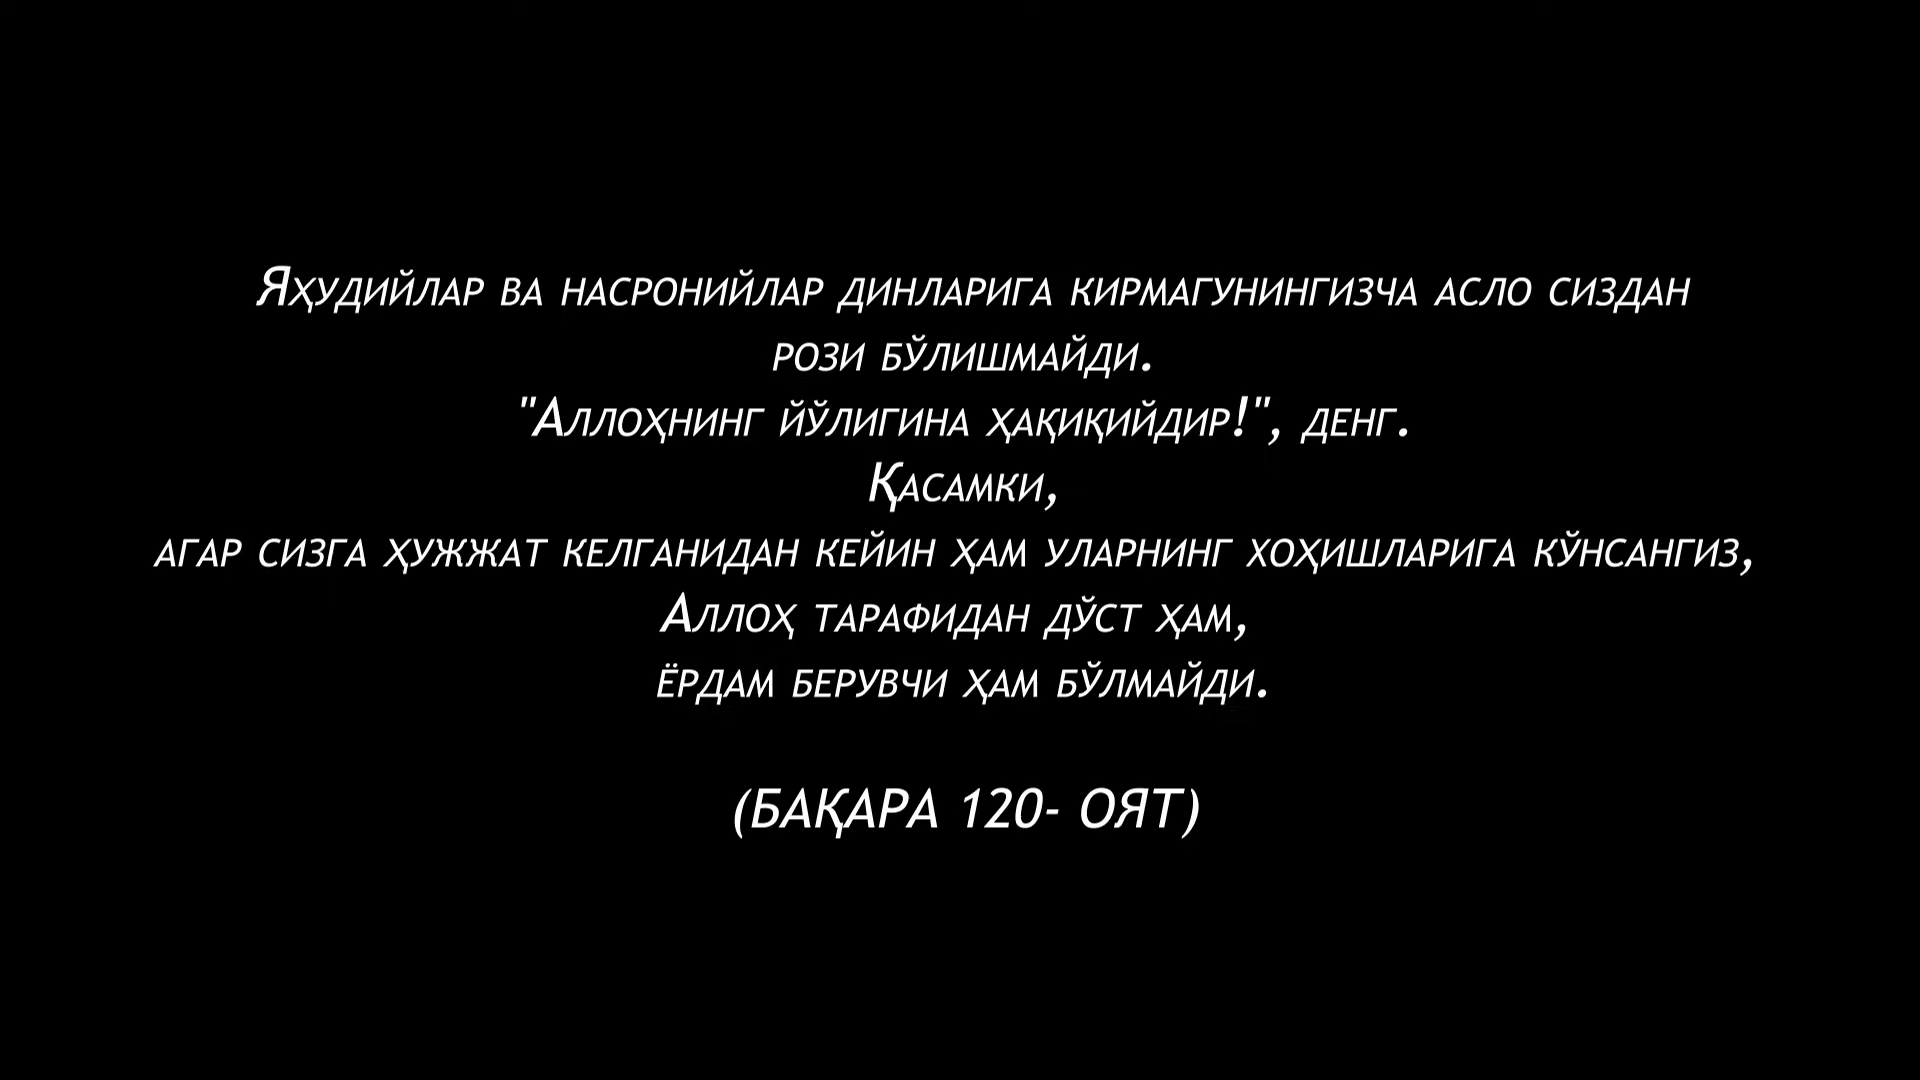 Яҳудийлар ва насронийлар динларига кирмагунингизча асло сиздан
рози бўлишмайди.
"Аллоҳнинг йўлигина ҳақиқийдир!", денг.
Қасамки,
агар сизга ҳужжат келганидан кейин ҳам уларнинг хоҳишларига кўнсангиз,
Аллоҳ тарафидан дўст ҳам,
ёрдам берувчи ҳам бўлмайди.
(БАҚАРА 120- ОЯТ)